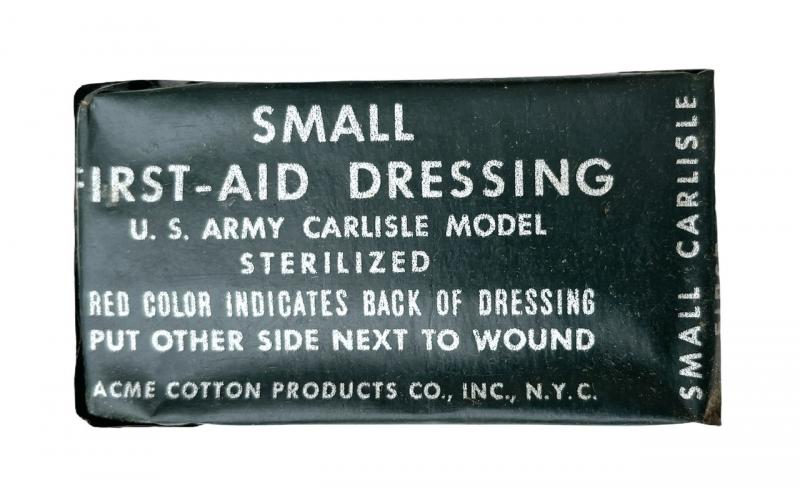 SMALL
FIRST-AID DRESSING
U. S. ARMY CARLISLE MODEL
STERILIZED
RED COLOR INDICATES BACK OF DRESSING
PUT OTHER SIDE NEXT TO WOUND
ACME COTTON PRODUCTS CO., INC., N.Y.C.
SMALL CARLISLE